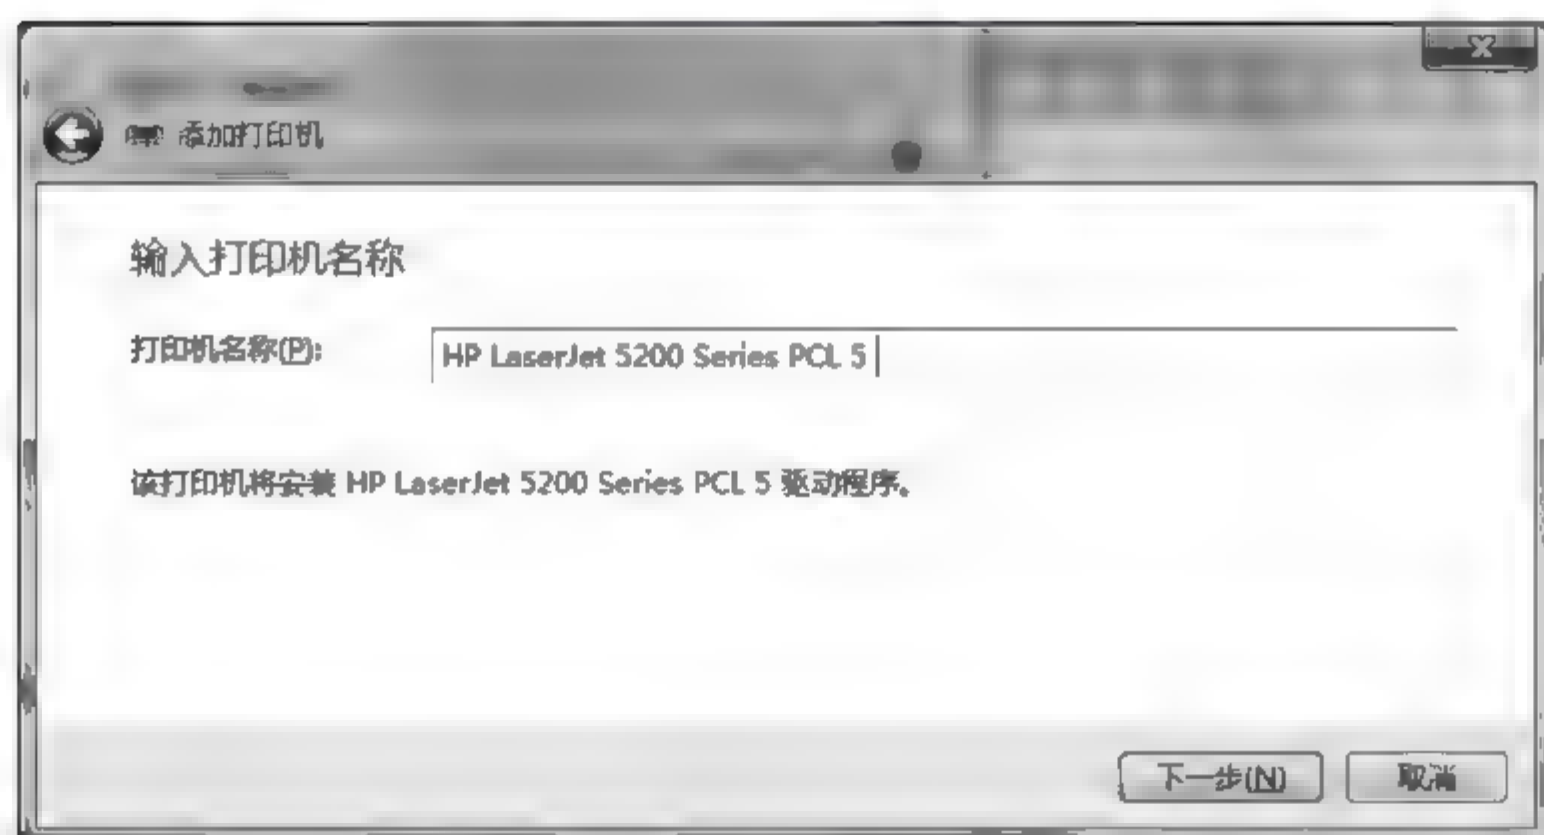 添加打印机
输入打印机名称
打印机名称(P):
HP LaserJet 5200 Series PCL 5
该打印机将安装 HP LaserJet 5200 Series PCL 5 驱动程序。
下一步(N)
取消